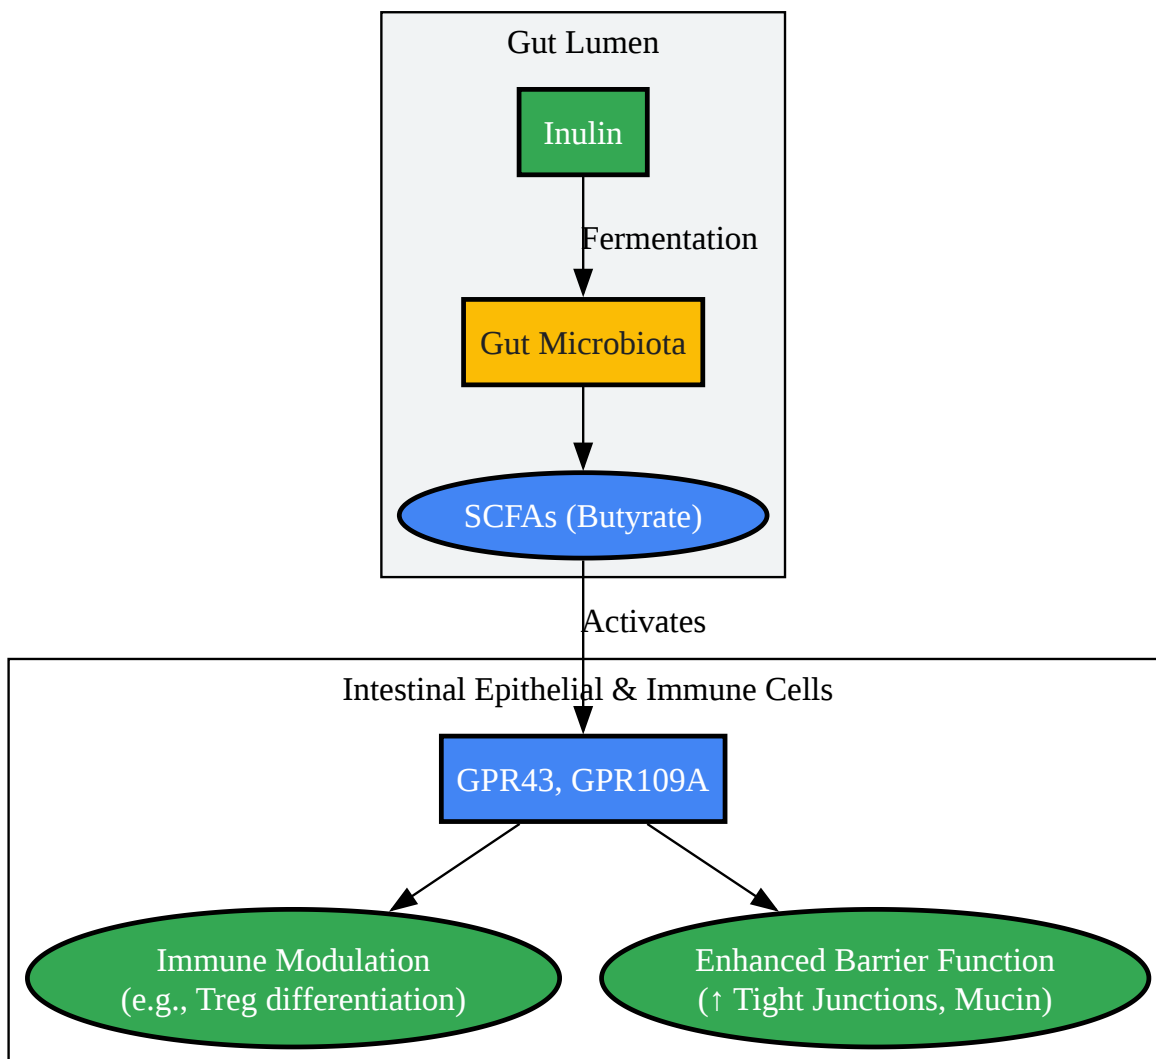 Gut Lumen
Inulin
Fermentation
Gut Microbiota
SCFAs (Butyrate)
Activates
Intestinal Epithelial & Immune Cells
GPR43, GPR109A
Immune Modulation
(e.g., Treg differentiation)
Enhanced Barrier Function
(↑ Tight Junctions, Mucin)